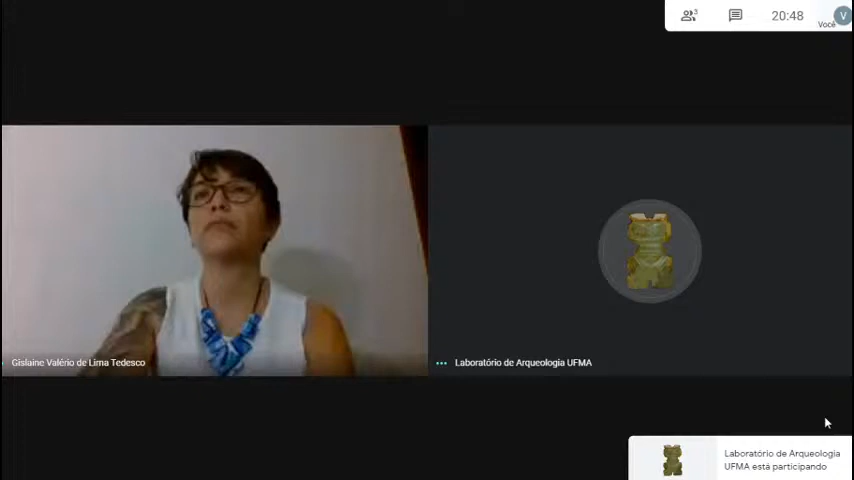 3
20:48
V
Você
Gislaine Valério de Lima Tedesco
Laboratório de Arqueologia UFMA
Laboratório de Arqueologia
UFMA está participando